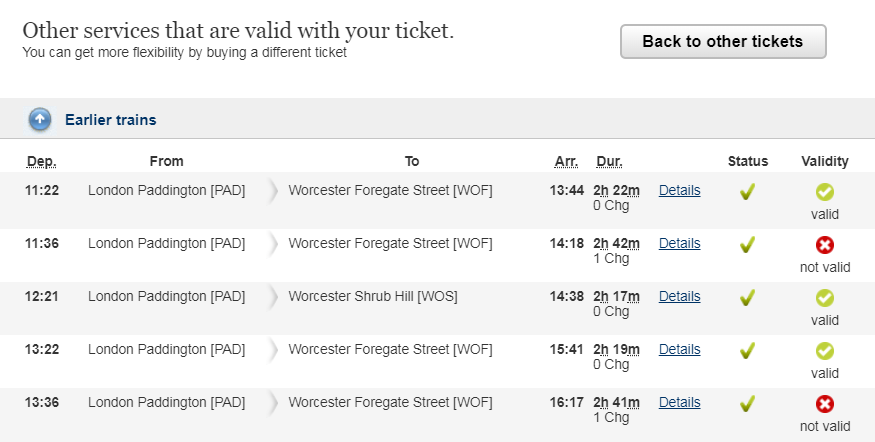 Other services that are valid with your ticket.
You can get more flexibility by buying a different ticket
Back to other tickets
Earlier trains
Dep. From To Arr. Dur. Status Validity
11:22 London Paddington [PAD] Worcester Foregate Street [WOF] 13:44 2h 22m Details
0 Chg
valid
11:36 London Paddington [PAD] Worcester Foregate Street [WOF] 14:18 2h 42m Details
1 Chg
not valid
12:21 London Paddington [PAD] Worcester Shrub Hill [WOS] 14:38 2h 17m Details
0 Chg
valid
13:22 London Paddington [PAD] Worcester Foregate Street [WOF] 15:41 2h 19m Details
0 Chg
valid
13:36 London Paddington [PAD] Worcester Foregate Street [WOF] 16:17 2h 41m Details
1 Chg
not valid